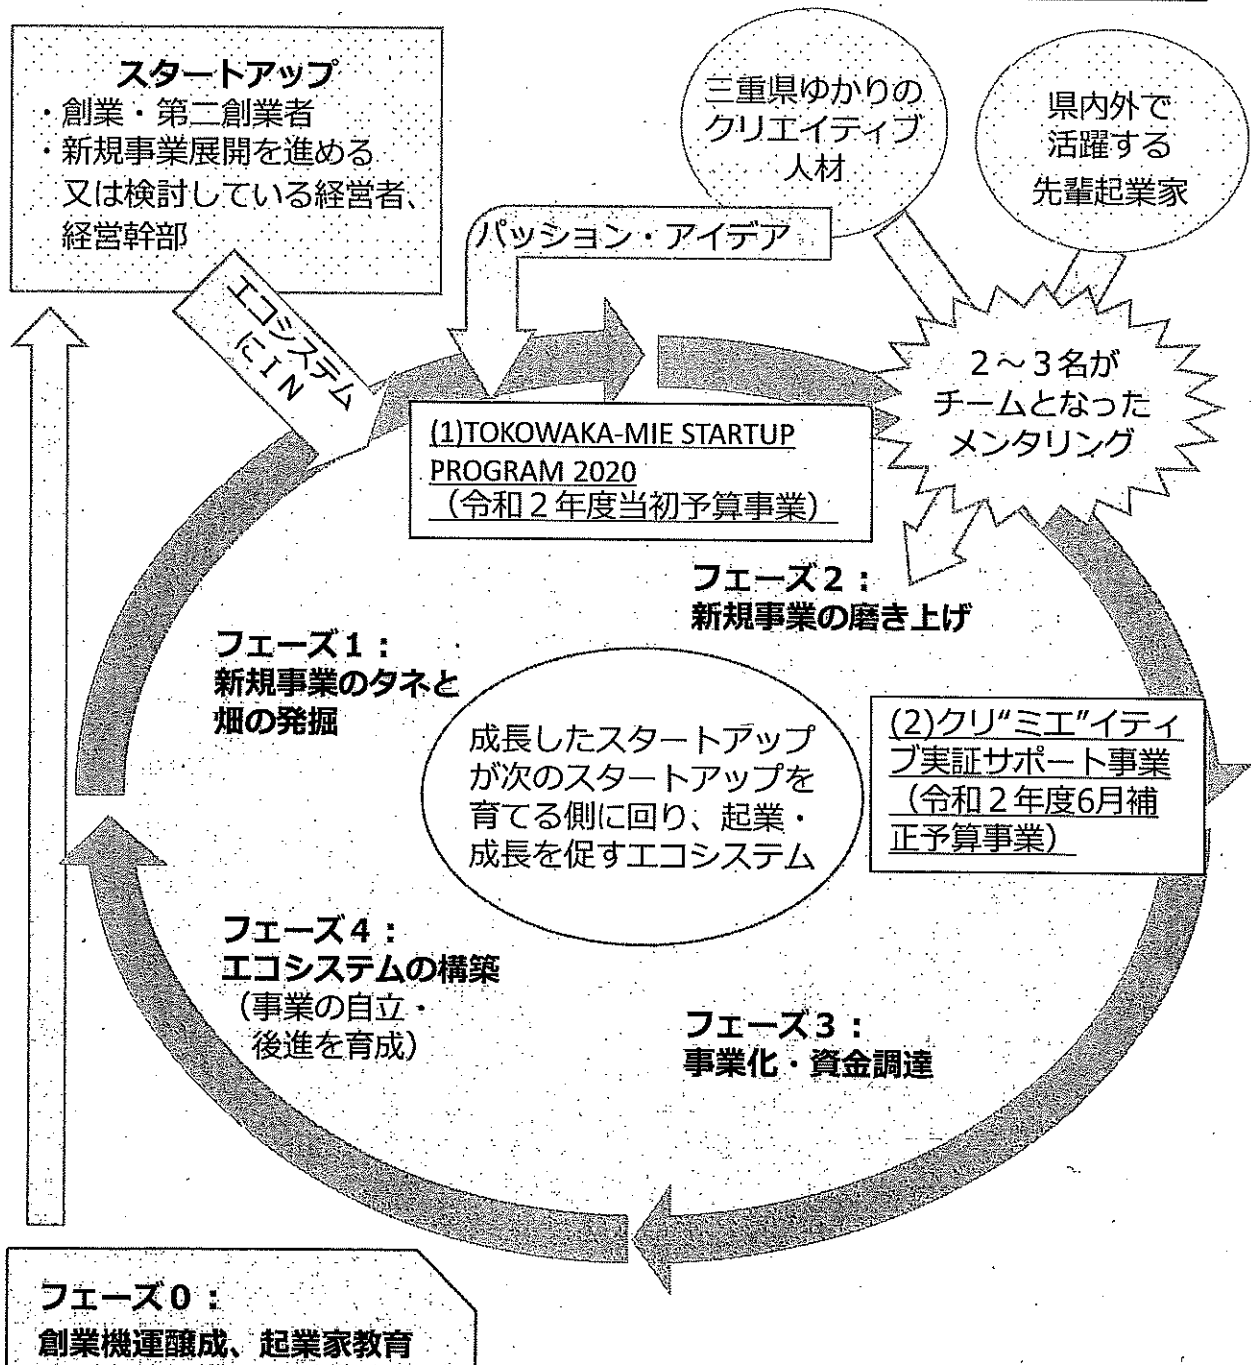 スタートアップ
・創業・第二創業者
・新規事業展開を進める
又は検討している経営者、
経営幹部
三重県ゆかりの
クリエイティブ
人材
県内外で
活躍する
先輩起業家
パッション・アイデア
エコシステム
にIN
2～3名が
チームとなった
メンタリング
(1)TOKOWAKA-MIE STARTUP
PROGRAM 2020
（令和2年度当初予算事業）
フェーズ2：
新規事業の磨き上げ
フェーズ1：
新規事業のタネと
畑の発掘
成長したスタートアップ
が次のスタートアップを
育てる側に回り、起業・
成長を促すエコシステム
(2)クリ“ミエ”イティ
ブ実証サポート事業
（令和2年度6月補
正予算事業）
フェーズ4：
エコシステムの構築
（事業の自立・
後進を育成）
フェーズ3：
事業化・資金調達
フェーズ0：
創業機運醸成、起業家教育